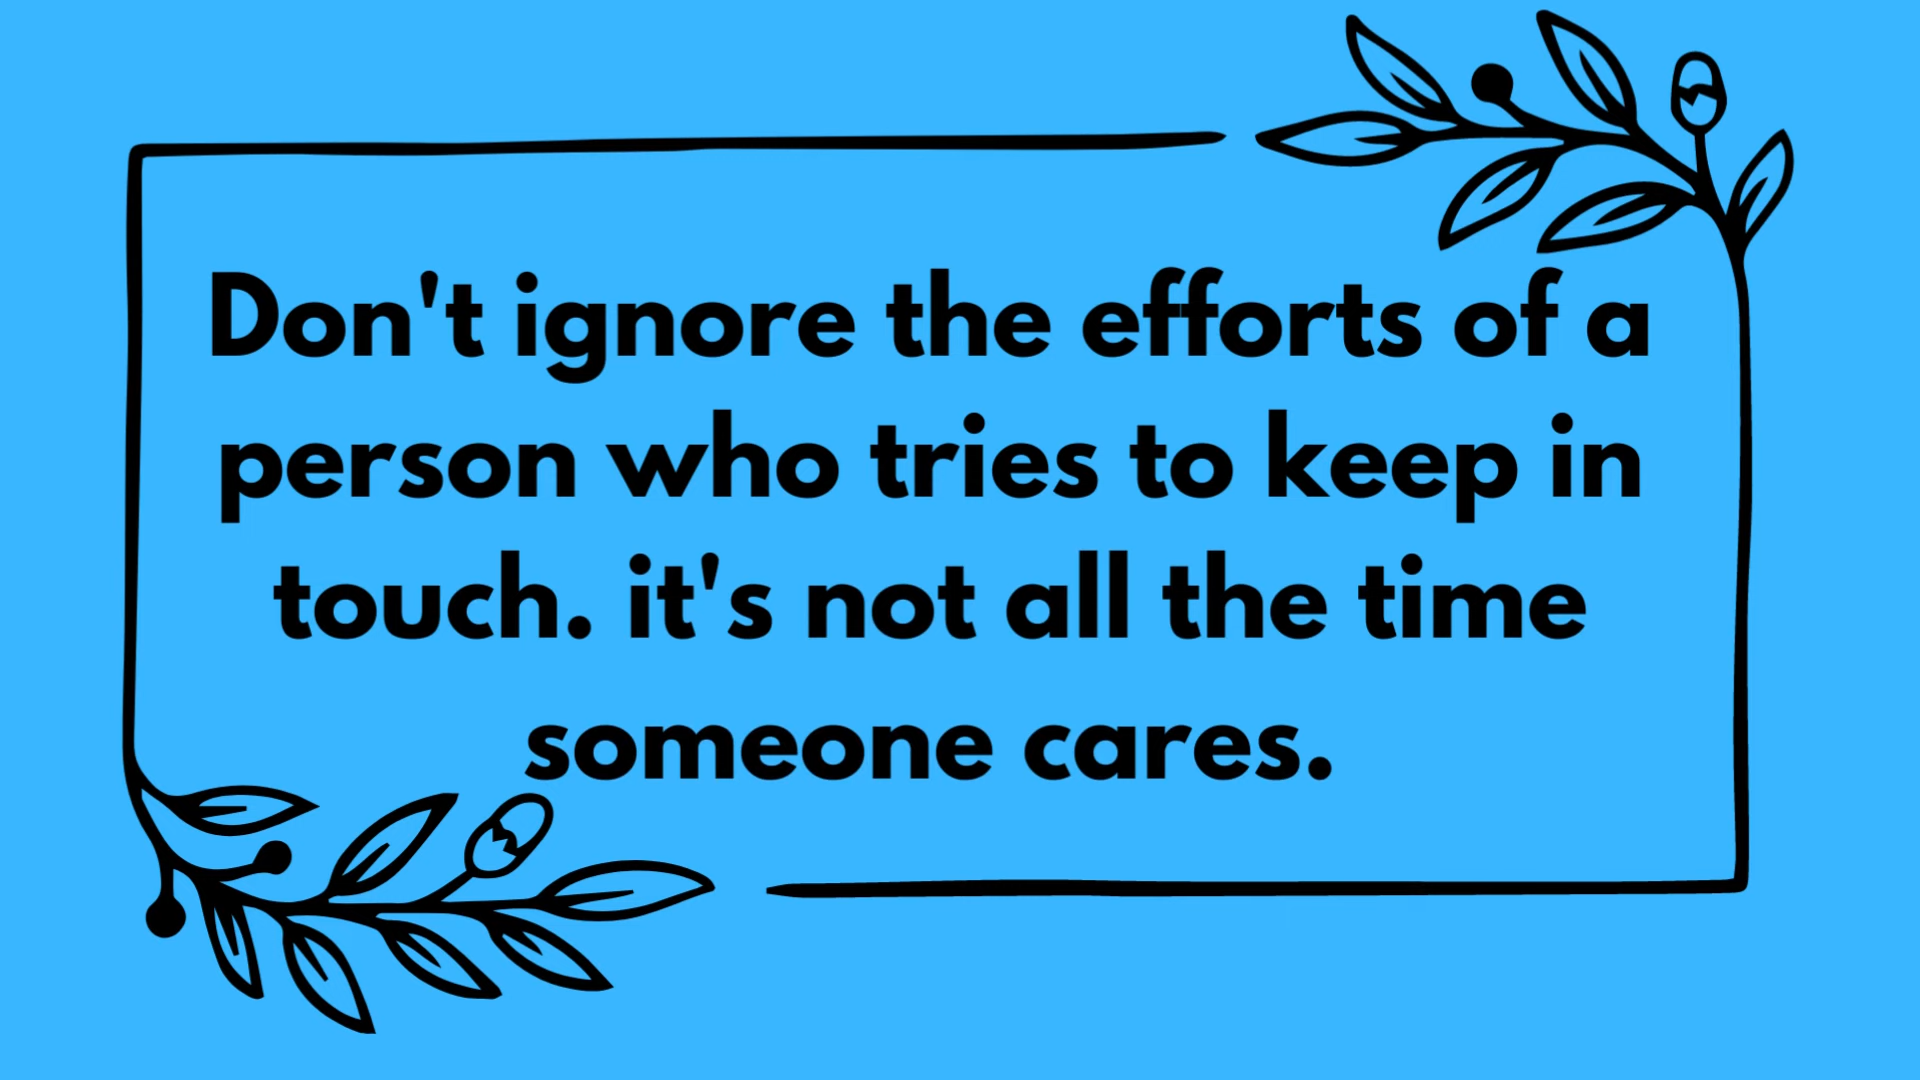 Don't ignore the efforts of a
person who tries to keep in
touch. it's not all the time
someone cares.